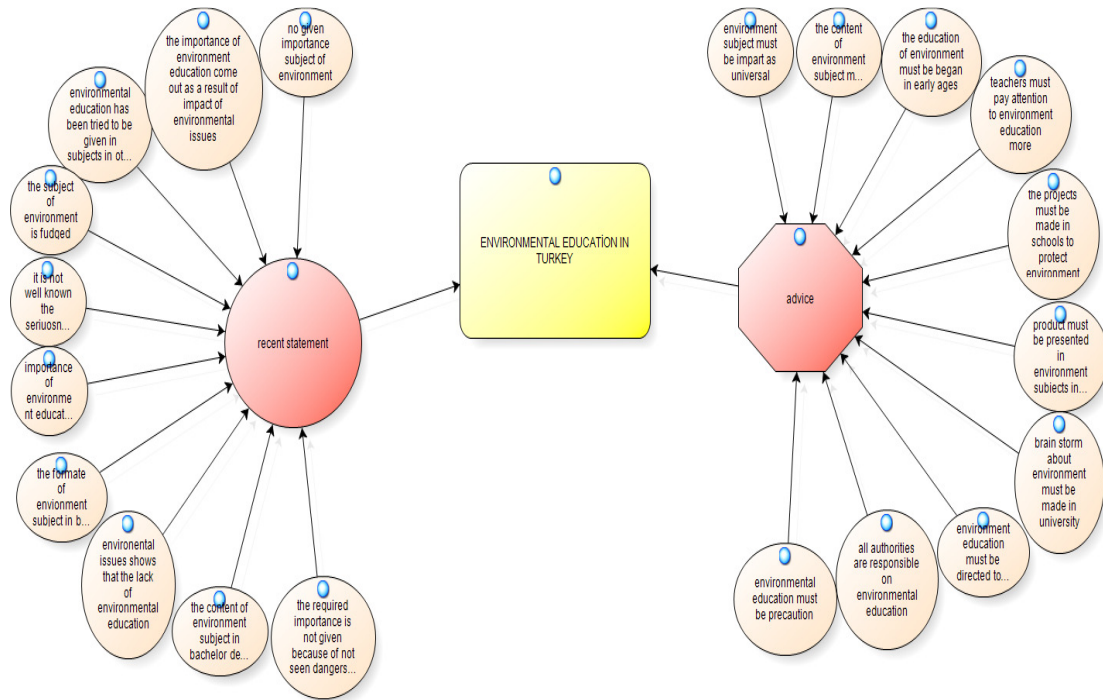 no given
importance
subject of
environment
the importance of
environment
education come
out as a result of
impact of
environmental
issues
environmental
education has
been tried to be
given in
subjects in ot...
the subject
of
environment
is fudged
it is not
well known
the
seriuosn...
importance
of
environme
nt educat...
the formate
of
envionment
subject in b...
environental
issues shows
that the lack
of environmental
education
the content of
environment
subject in
bachelor de...
the required
importance is
not given
because of not
seen dangers...
recent statement
ENVIRONMENTAL EDUCATİON IN
TURKEY
advice
environment
subject must
be impart as
universal
the content
of
environment
subject m...
the education
of environment
must be began
in early ages
teachers must
pay attention
to environment
education
more
the projects
must be
made in
schools to
protect
environment
product must
be presented
in
environment
subjects in...
brain storm
about
environment
must be
made in
university
environment
education
must be
directed to...
all authorities
are responsible
on
environmental
education
environmental
education must
be precaution